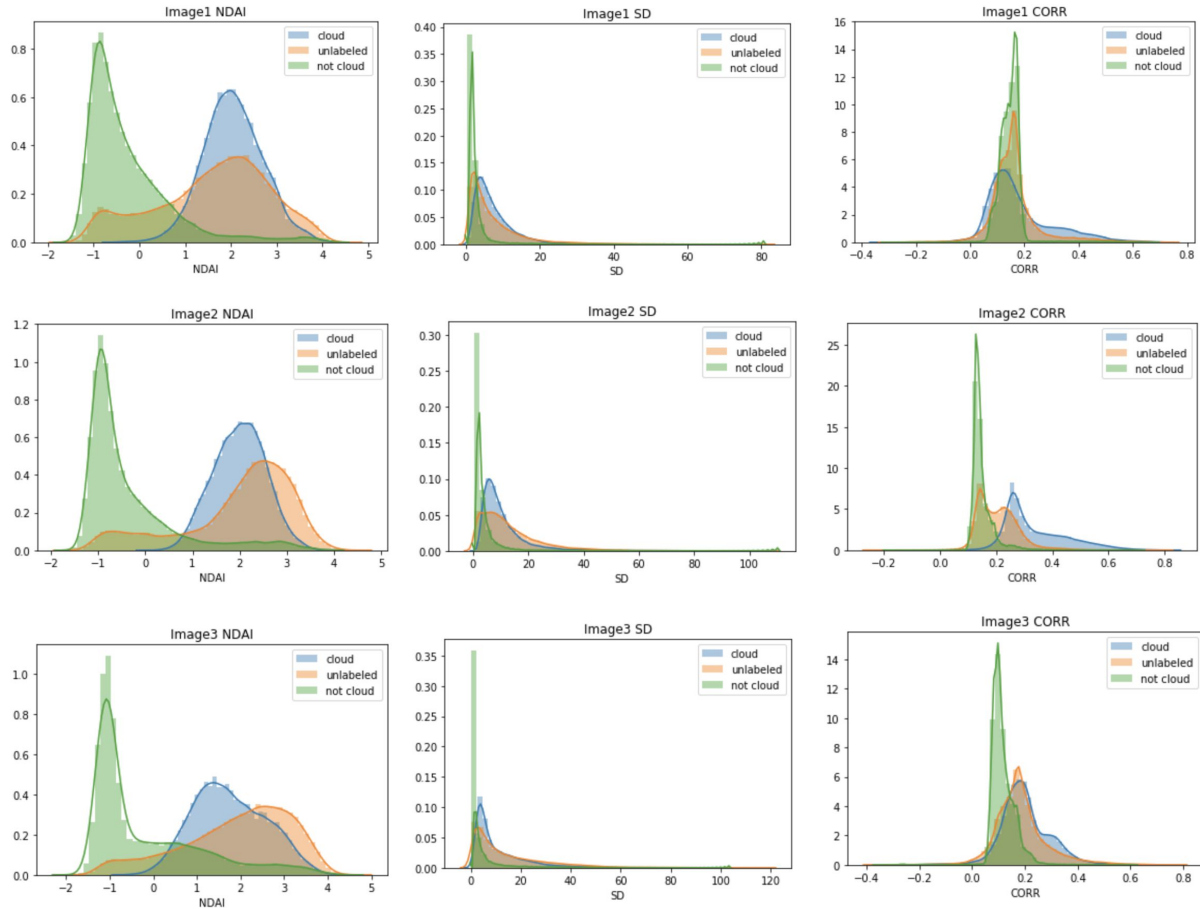 Image1 NDAI
cloud
unlabeled
not cloud
0.8
0.6
0.4
0.2
0.0
−2 −1 0 1 2 3 4 5
NDAI
Image1 SD
cloud
unlabeled
not cloud
0.40
0.35
0.30
0.25
0.20
0.15
0.10
0.05
0.00
0 20 40 60 80
SD
Image1 CORR
cloud
unlabeled
not cloud
16
14
12
10
8
6
4
2
0
−0.4 −0.2 0.0 0.2 0.4 0.6 0.8
CORR
Image2 NDAI
cloud
unlabeled
not cloud
1.2
1.0
0.8
0.6
0.4
0.2
0.0
−2 −1 0 1 2 3 4 5
NDAI
Image2 SD
cloud
unlabeled
not cloud
0.30
0.25
0.20
0.15
0.10
0.05
0.00
0 20 40 60 80 100
SD
Image2 CORR
cloud
unlabeled
not cloud
25
20
15
10
5
0
−0.2 0.0 0.2 0.4 0.6 0.8
CORR
Image3 NDAI
cloud
unlabeled
not cloud
1.0
0.8
0.6
0.4
0.2
0.0
−2 −1 0 1 2 3 4 5
NDAI
Image3 SD
cloud
unlabeled
not cloud
0.35
0.30
0.25
0.20
0.15
0.10
0.05
0.00
0 20 40 60 80 100 120
SD
Image3 CORR
cloud
unlabeled
not cloud
14
12
10
8
6
4
2
0
−0.4 −0.2 0.0 0.2 0.4 0.6 0.8
CORR